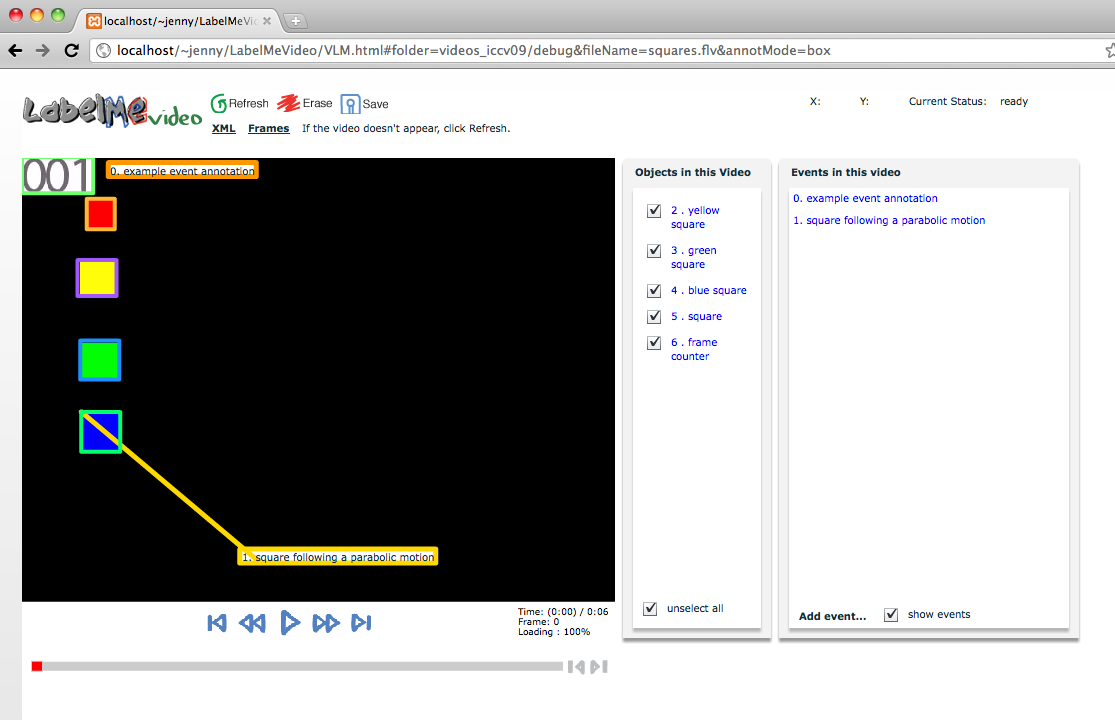 localhost/~jenny/LabelMeVic
localhost/~jenny/LabelMeVideo/VLM.html#folder=videos_iccv09/debug&fileName=squares.flv&annotMode=box
LabelMe video
Refresh Erase Save
XML Frames If the video doesn't appear, click Refresh.
X: Y: Current Status: ready
001
0. example event annotation
1. square following a parabolic motion
Objects in this Video
2 . yellow
square
3 . green
square
4 . blue square
5 . square
6 . frame
counter
unselect all
Events in this video
0. example event annotation
1. square following a parabolic motion
Add event... show events
Time: (0:00) / 0:06
Frame: 0
Loading : 100%